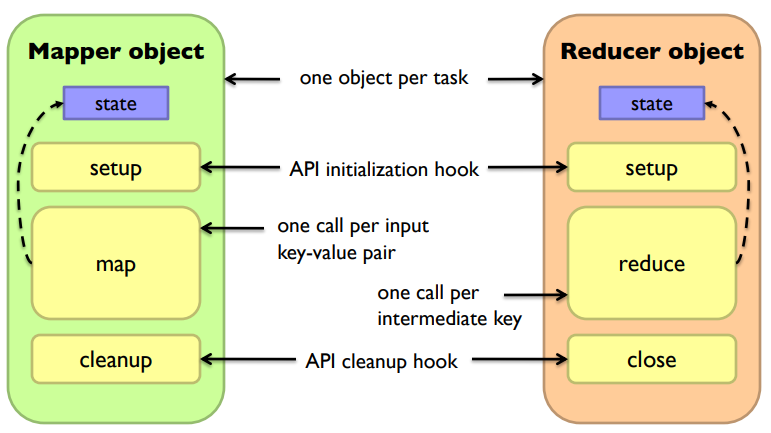 Mapper object
Reducer object
one object per task
state
state
setup
API initialization hook
setup
one call per input
key-value pair
map
reduce
one call per
intermediate key
cleanup
API cleanup hook
close